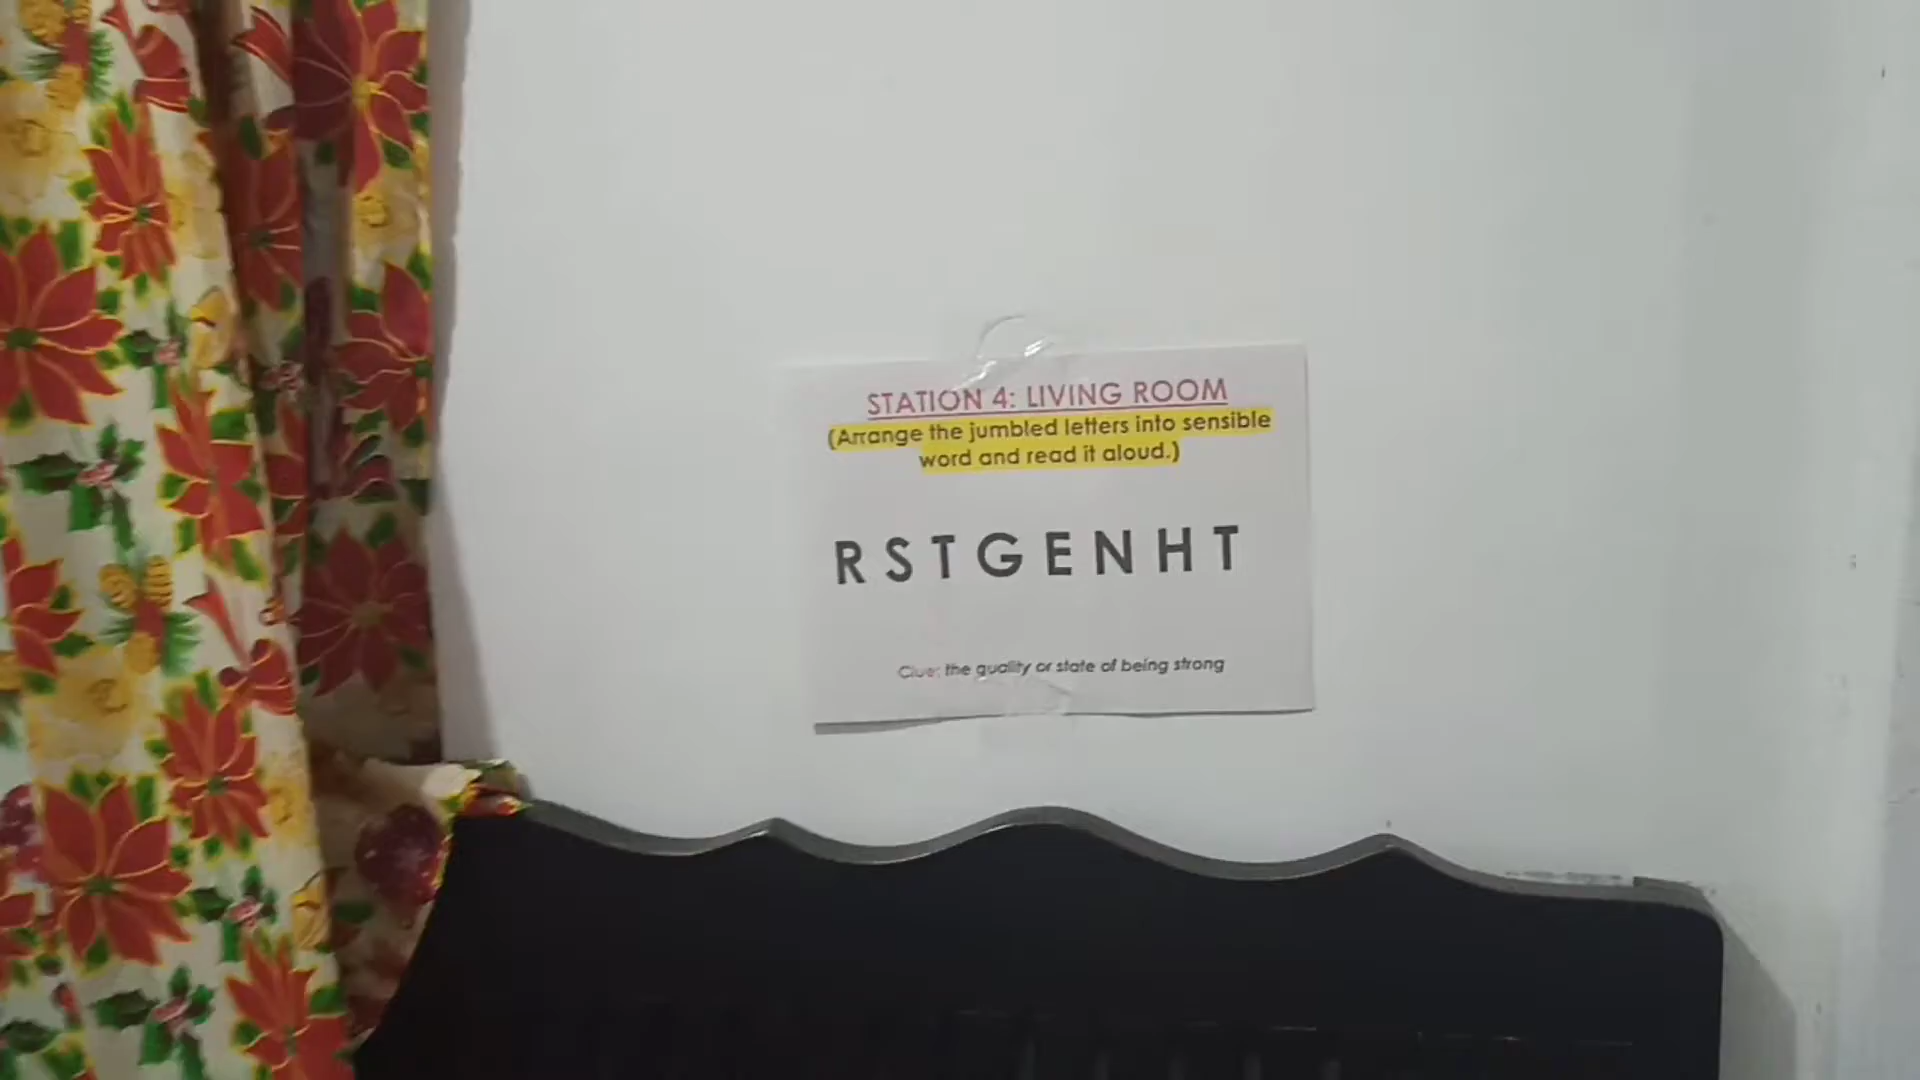 STATION 4: LIVING ROOM
(Arrange the jumbled letters into sensible
word and read it aloud.)
R S T G E N H T
Clue: the quality or state of being strong